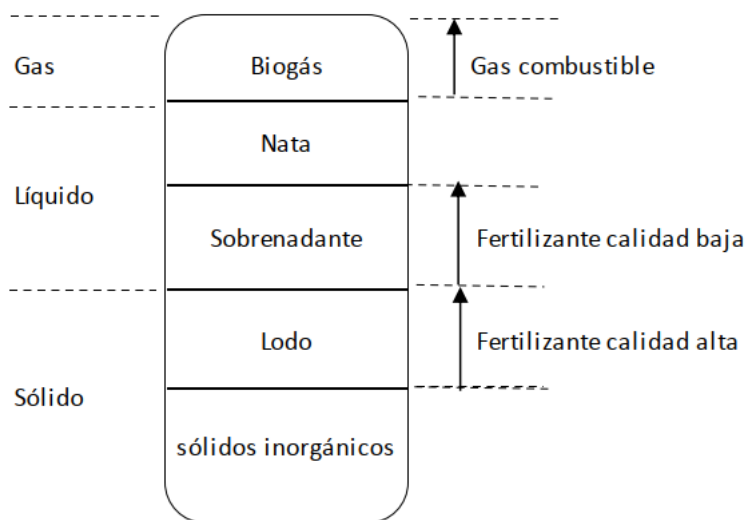 Gas
Biogás
Gas combustible
Nata
Líquido
Sobrenadante
Fertilizante calidad baja
Lodo
Fertilizante calidad alta
Sólido
sólidos inorgánicos